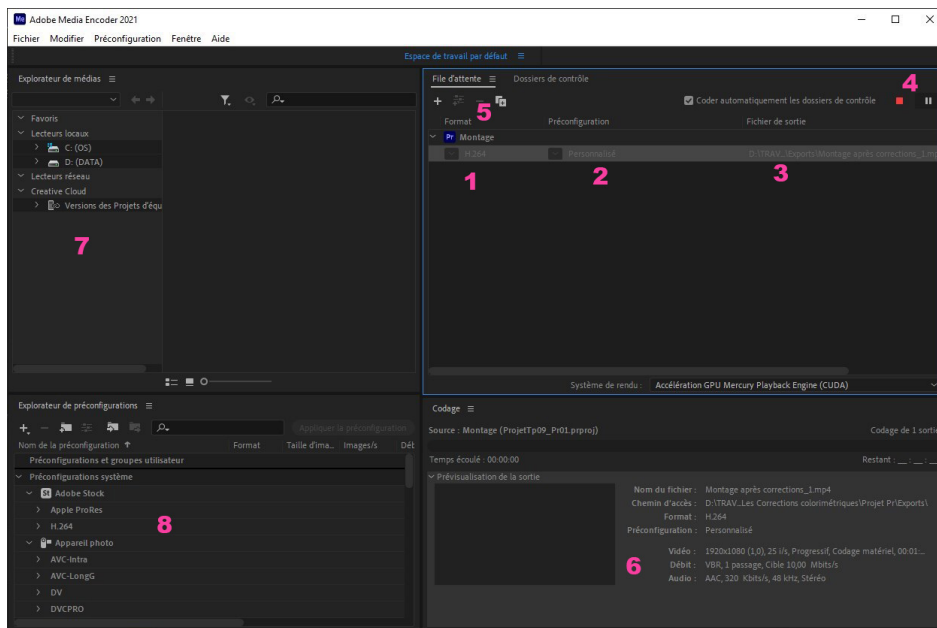 Me Adobe Media Encoder 2021
Fichier Modifier Préconfiguration Fenêtre Aide
Espace de travail par défaut
Explorateur de médias
Favoris
Lecteurs locaux
C: (OS)
D: (DATA)
Lecteurs réseau
Creative Cloud
Versions des Projets d'équ
7
File d'attente Dossiers de contrôle
4
5
Coder automatiquement les dossiers de contrôle
Format Préconfiguration Fichier de sortie
Pr Montage
H.264 Personnalisé D:\TRAV...\Exports\Montage après corrections_1.mp
1 2 3
Système de rendu : Accélération GPU Mercury Playback Engine (CUDA)
Explorateur de préconfigurations
Appliquer la préconfiguration
Nom de la préconfiguration Format Taille d'ima... Images/s Déb
Préconfigurations et groupes utilisateur
Préconfigurations système
St Adobe Stock
Apple ProRes
H.264
8
Appareil photo
AVC-Intra
AVC-LongG
DV
DVCPRO
Codage
Source : Montage (ProjetTp09_Pr01.prproj) Codage de 1 sortie
Temps écoulé : 00:00:00 Restant : __ : __ : __
Prévisualisation de la sortie
Nom du fichier : Montage après corrections_1.mp4
Chemin d'accès : D:\TRAV...Les Corrections colorimétriques\Projet Pr\Exports\
Format : H.264
Préconfiguration : Personnalisé
Vidéo : 1920x1080 (1,0), 25 i/s, Progressif, Codage matériel, 00:01:...
Débit : VBR, 1 passage, Cible 10,00 Mbits/s
Audio : AAC, 320 Kbits/s, 48 kHz, Stéréo
6